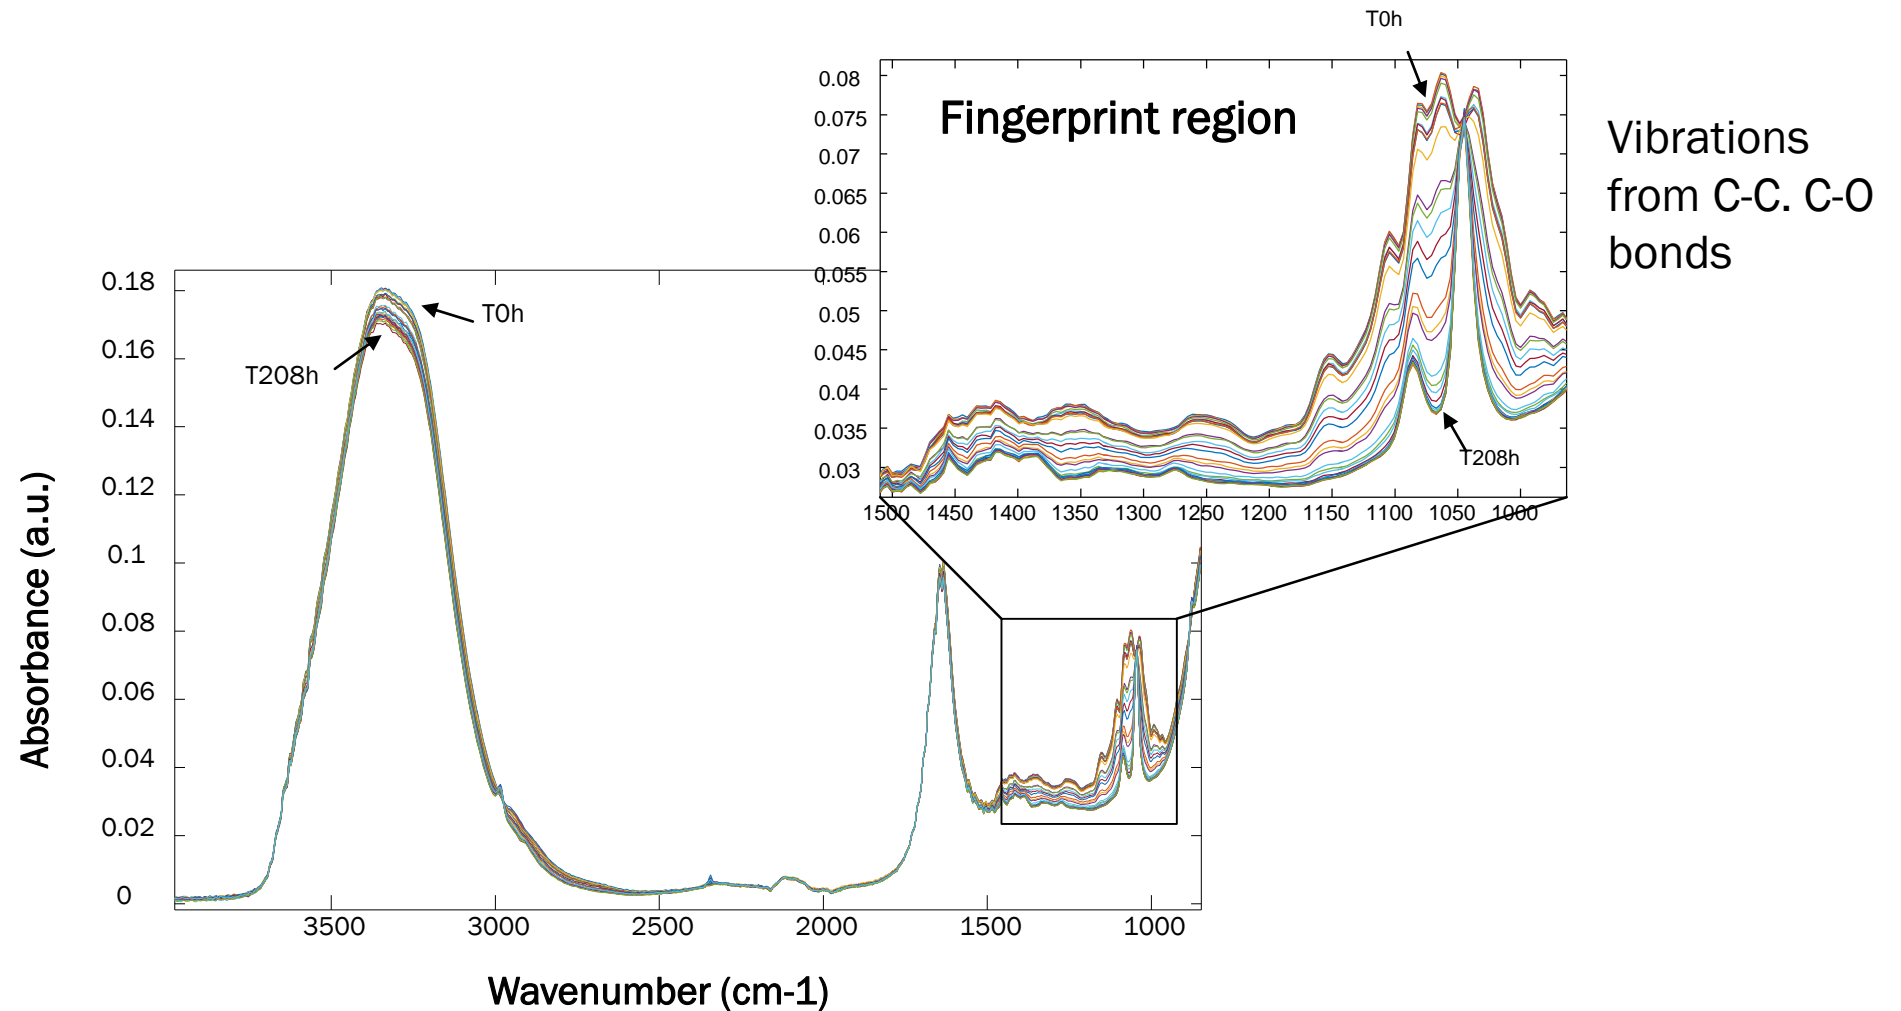 T0h
Fingerprint region
0.08
0.075
0.07
0.065
0.06
0.055
0.05
0.045
0.04
0.035
0.03
T208h
1500 1450 1400 1350 1300 1250 1200 1150 1100 1050 1000
Vibrations
from C-C. C-O
bonds
0.18
0.16
0.14
0.12
0.1
0.08
0.06
0.04
0.02
0
T0h
T208h
Absorbance (a.u.)
3500 3000 2500 2000 1500 1000
Wavenumber (cm-1)